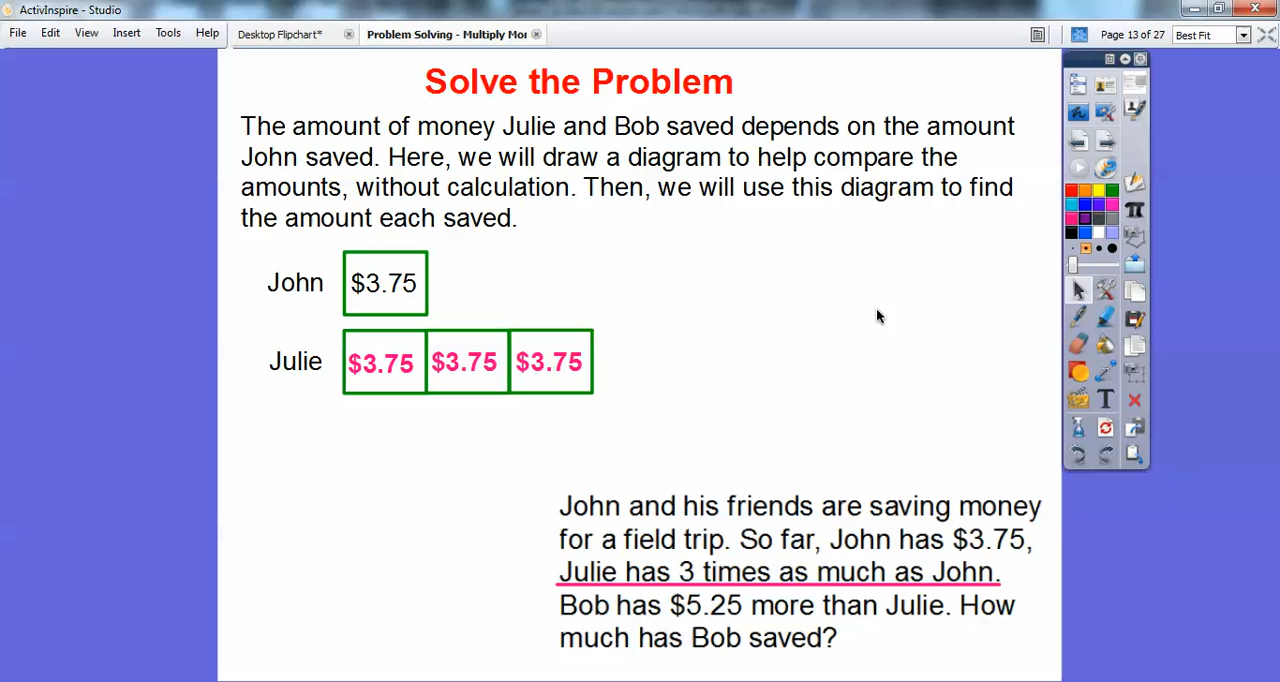 ActivInspire - Studio
File Edit View Insert Tools Help
Desktop Flipchart* Problem Solving - Multiply Mor Page 13 of 27 Best Fit
Solve the Problem
The amount of money Julie and Bob saved depends on the amount
John saved. Here, we will draw a diagram to help compare the
amounts, without calculation. Then, we will use this diagram to find
the amount each saved.
John $3.75
Julie $3.75 $3.75 $3.75
John and his friends are saving money
for a field trip. So far, John has $3.75,
Julie has 3 times as much as John.
Bob has $5.25 more than Julie. How
much has Bob saved?